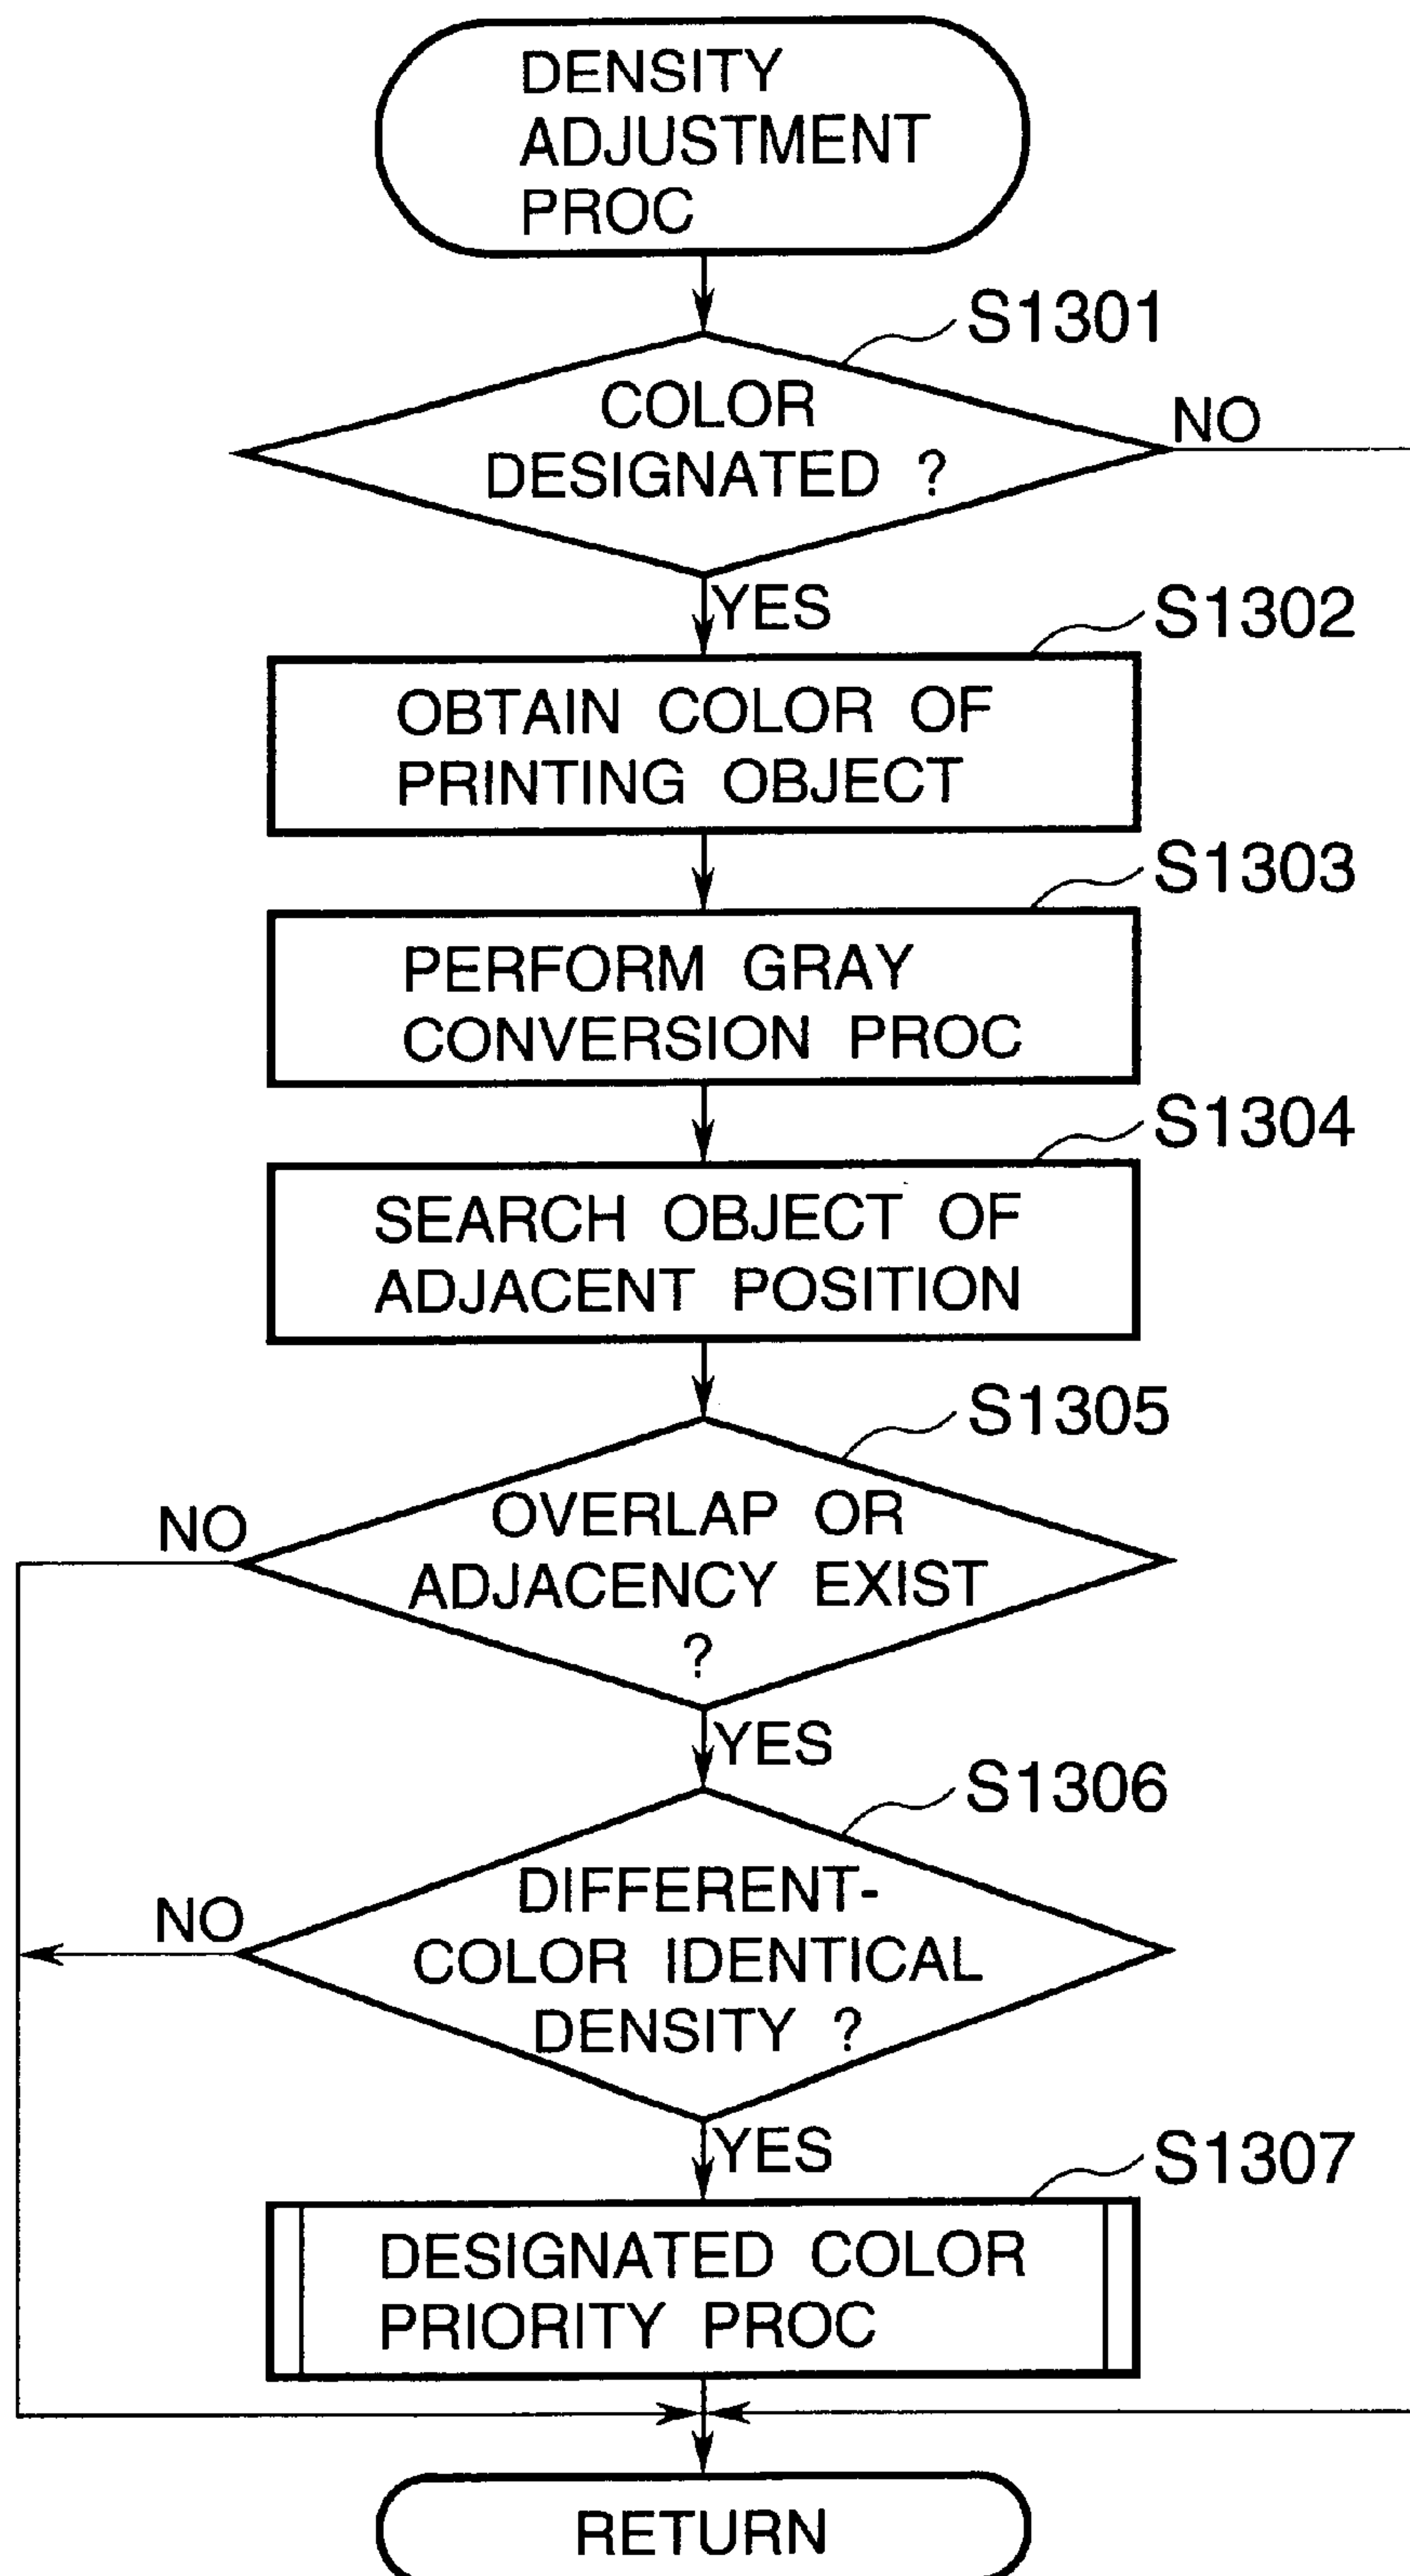 DENSITY
ADJUSTMENT
PROC
S1301
COLOR
DESIGNATED ?
NO
YES
S1302
OBTAIN COLOR OF
PRINTING OBJECT
S1303
PERFORM GRAY
CONVERSION PROC
S1304
SEARCH OBJECT OF
ADJACENT POSITION
S1305
NO
OVERLAP OR
ADJACENCY EXIST
?
YES
S1306
NO
DIFFERENT-
COLOR IDENTICAL
DENSITY ?
YES
S1307
DESIGNATED COLOR
PRIORITY PROC
RETURN